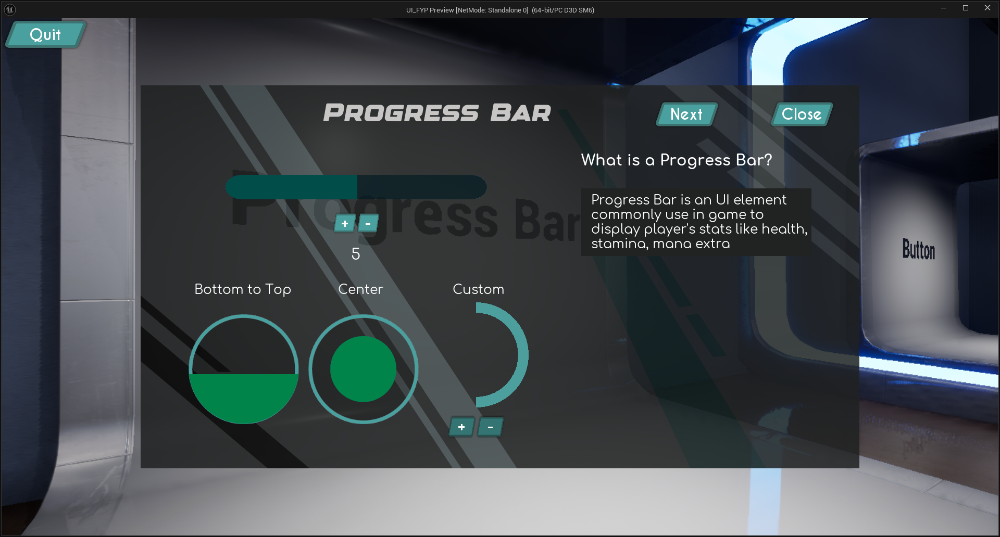 UI_FYP Preview [NetMode: Standalone 0] (64-bit/PC D3D SM6)
Quit
Progress Bar
Next
Close
What is a Progress Bar?
Progress Bar is an UI element
commonly use in game to
display player's stats like health,
stamina, mana extra
Progress Bar
+ -
5
Button
Bottom to Top
Center
Custom
+ -